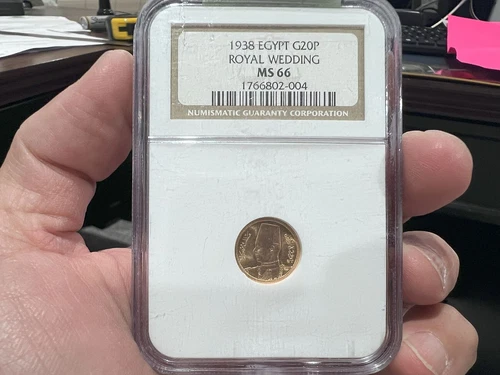 1938 EGYPT G20P
ROYAL WEDDING
MS 66
1766802-004
NUMISMATIC GUARANTY CORPORATION